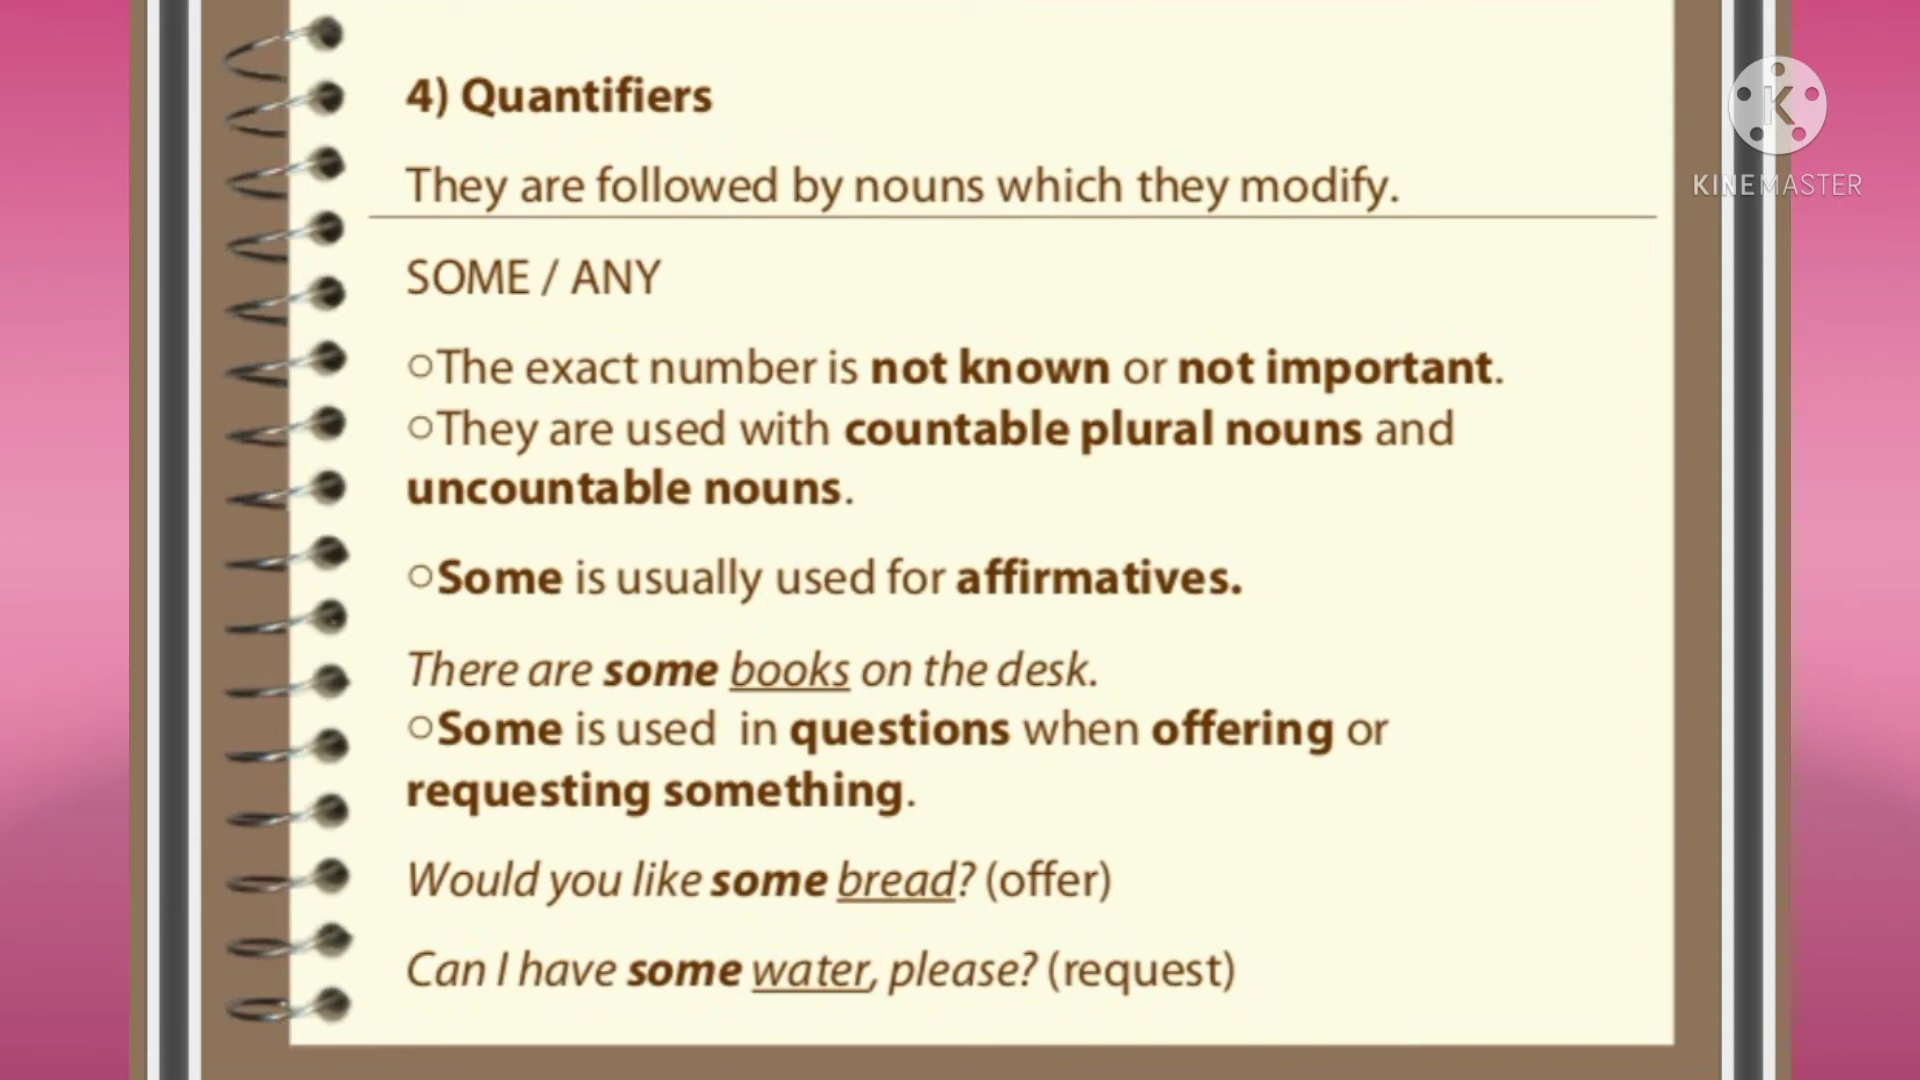 4) Quantifiers
They are followed by nouns which they modify.
SOME / ANY
○The exact number is not known or not important.
○They are used with countable plural nouns and
uncountable nouns.
○Some is usually used for affirmatives.
There are some books on the desk.
○Some is used  in questions when offering or
requesting something.
Would you like some bread? (offer)
Can I have some water, please? (request)
K
KINEMASTER